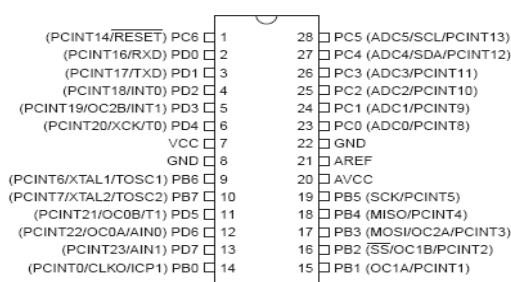 (PCINT14/RESET) PC6 1 28 PC5 (ADC5/SCL/PCINT13)
(PCINT16/RXD) PD0 2 27 PC4 (ADC4/SDA/PCINT12)
(PCINT17/TXD) PD1 3 26 PC3 (ADC3/PCINT11)
(PCINT18/INT0) PD2 4 25 PC2 (ADC2/PCINT10)
(PCINT19/OC2B/INT1) PD3 5 24 PC1 (ADC1/PCINT9)
(PCINT20/XCK/T0) PD4 6 23 PC0 (ADC0/PCINT8)
VCC 7 22 GND
GND 8 21 AREF
(PCINT6/XTAL1/TOSC1) PB6 9 20 AVCC
(PCINT7/XTAL2/TOSC2) PB7 10 19 PB5 (SCK/PCINT5)
(PCINT21/OC0B/T1) PD5 11 18 PB4 (MISO/PCINT4)
(PCINT22/OC0A/AIN0) PD6 12 17 PB3 (MOSI/OC2A/PCINT3)
(PCINT23/AIN1) PD7 13 16 PB2 (SS/OC1B/PCINT2)
(PCINT0/CLKO/ICP1) PB0 14 15 PB1 (OC1A/PCINT1)